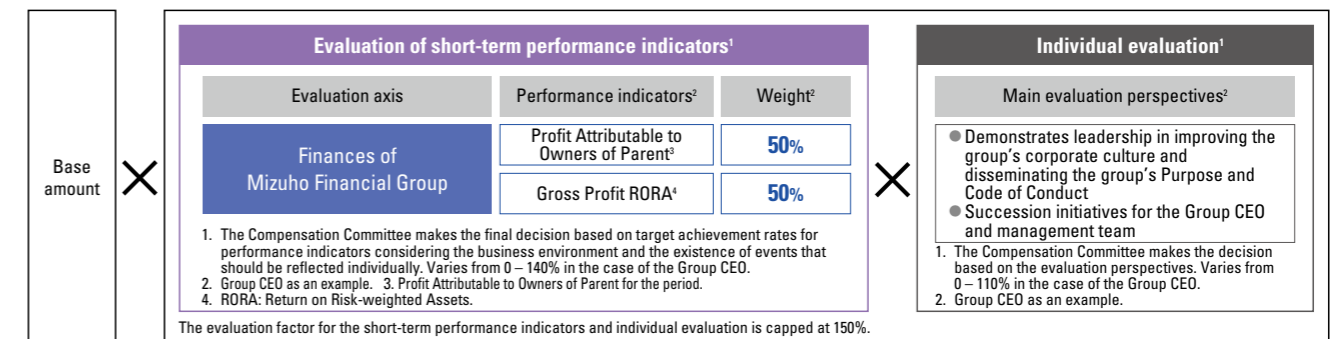 Base
amount
×
Evaluation of short-term performance indicators¹
Evaluation axis
Performance indicators²
Weight²
Finances of
Mizuho Financial Group
Profit Attributable to
Owners of Parent³
50%
Gross Profit RORA⁴
50%
1. The Compensation Committee makes the final decision based on target achievement rates for
performance indicators considering the business environment and the existence of events that
should be reflected individually. Varies from 0 – 140% in the case of the Group CEO.
2. Group CEO as an example. 3. Profit Attributable to Owners of Parent for the period.
4. RORA: Return on Risk-weighted Assets.
×
Individual evaluation¹
Main evaluation perspectives²
● Demonstrates leadership in improving the
group's corporate culture and
disseminating the group's Purpose and
Code of Conduct
● Succession initiatives for the Group CEO
and management team
1. The Compensation Committee makes the decision
based on the evaluation perspectives. Varies from
0 – 110% in the case of the Group CEO.
2. Group CEO as an example.
The evaluation factor for the short-term performance indicators and individual evaluation is capped at 150%.